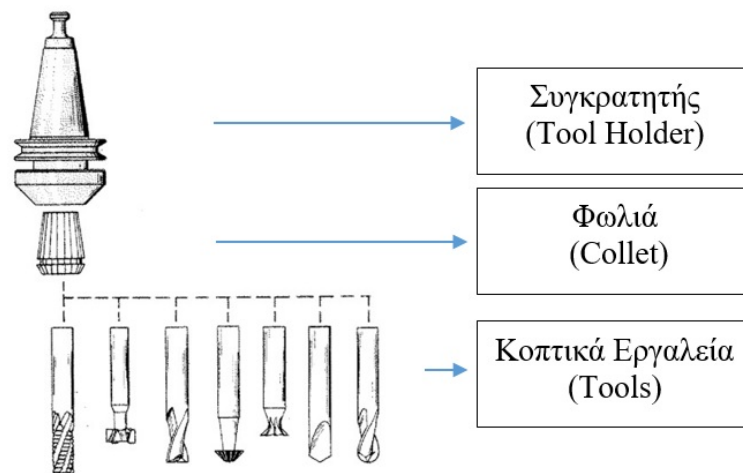 Συγκρατητής
(Tool Holder)
Φωλιά
(Collet)
Κοπτικά Εργαλεία
(Tools)